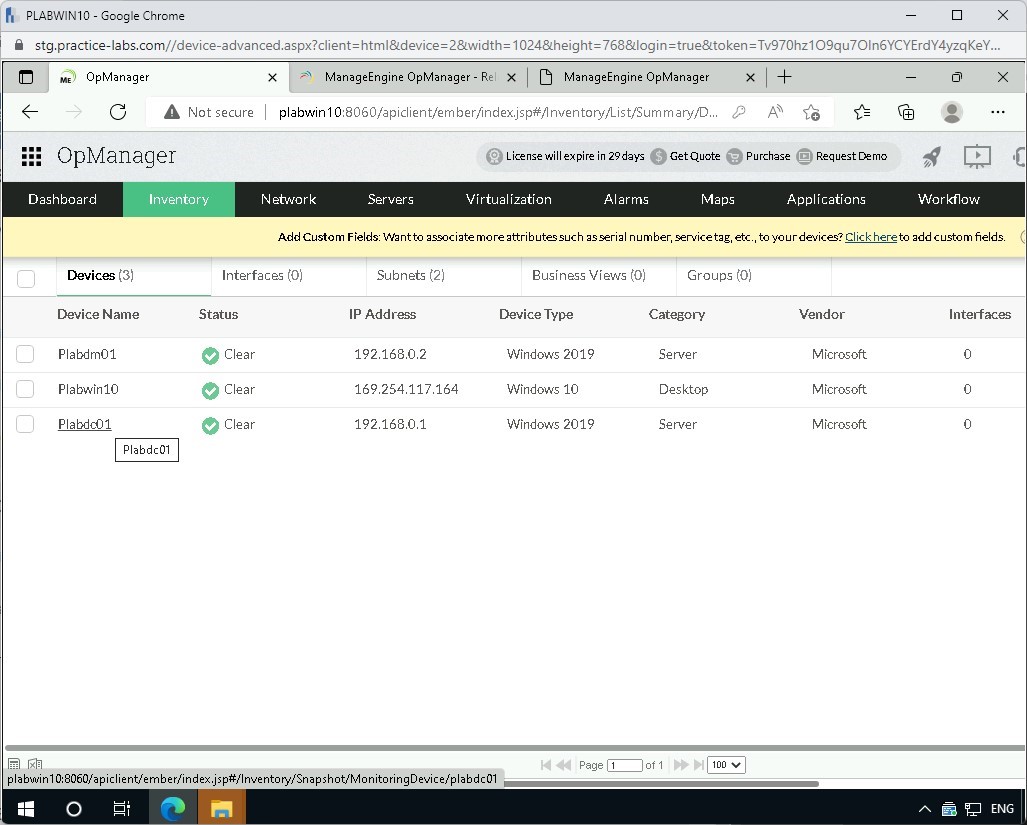 PLABWIN10 - Google Chrome
stg.practice-labs.com//device-advanced.aspx?client=html&device=2&width=1024&height=768&login=true&token=Tv970hz1O9qu7OIn6YCYErdY4yzqKeY...
ME OpManager
ManageEngine OpManager - Rel
ManageEngine OpManager
Not secure plabwin10:8060/apiclient/ember/index.jsp#/Inventory/List/Summary/D...
OpManager
License will expire in 29 days $ Get Quote Purchase Request Demo
Dashboard Inventory Network Servers Virtualization Alarms Maps Applications Workflow
Add Custom Fields: Want to associate more attributes such as serial number, service tag, etc., to your devices? Click here to add custom fields.
Devices (3) Interfaces (0) Subnets (2) Business Views (0) Groups (0)
Device Name Status IP Address Device Type Category Vendor Interfaces
Plabdm01 Clear 192.168.0.2 Windows 2019 Server Microsoft 0
Plabwin10 Clear 169.254.117.164 Windows 10 Desktop Microsoft 0
Plabdc01 Clear 192.168.0.1 Windows 2019 Server Microsoft 0
Plabdc01
Page 1 of 1 100
plabwin10:8060/apiclient/ember/index.jsp#/Inventory/Snapshot/MonitoringDevice/plabdc01
ENG